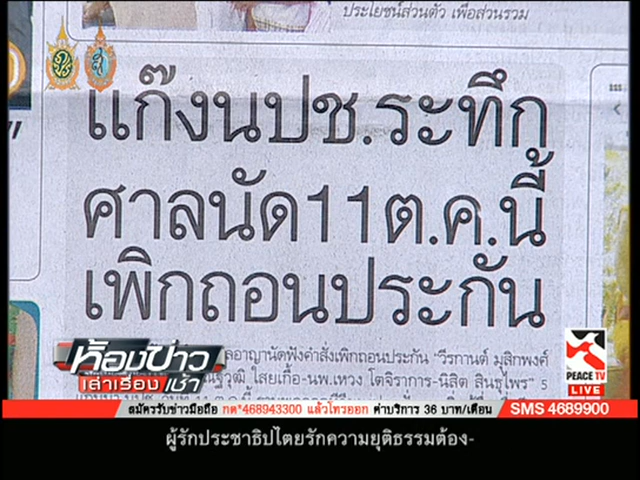 ประโยชน์ส่วนตัว เพื่อส่วนรวม
แก๊งนปช.ระทึก
ศาลนัด11ต.ค.นี้
เพิกถอนประกัน
ลอาญานัดฟังคำสั่งเพิกถอนประกัน "วีรกานต์ มุสิกพงศ์
ณัฐวุฒิ ใสยเกื้อ-นพ.เหวง โตจิราการ-นิสิต สินธุไพร" 5
ห้องข่าว
เล่าเรื่อง เช้า
PEACE TV
LIVE
สมัครรับข่าวมือถือ กด*468943300 แล้วโทรออก ค่าบริการ 36 บาท/เดือน
SMS 4689900
ผู้รักประชาธิปไตยรักความยุติธรรมต้อง-